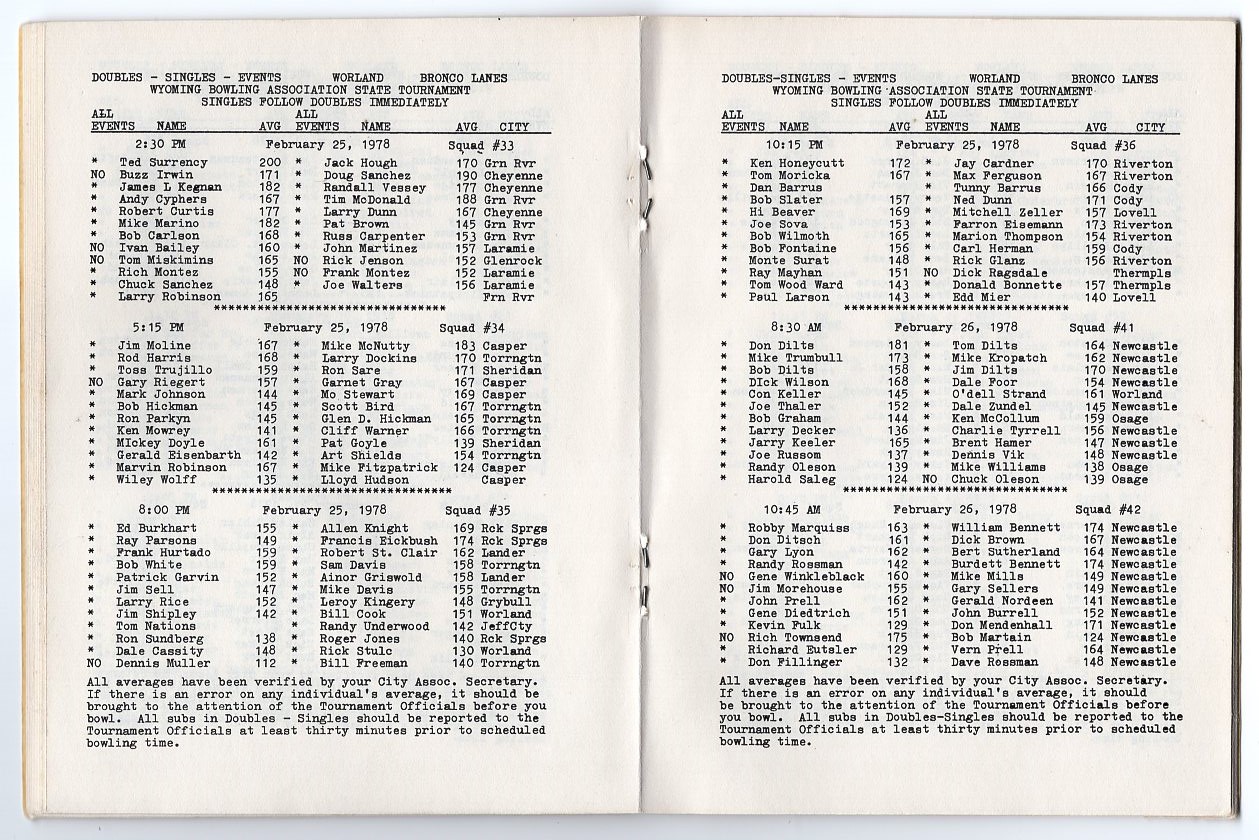 DOUBLES - SINGLES - EVENTS WORLAND BRONCO LANES
WYOMING BOWLING ASSOCIATION STATE TOURNAMENT
SINGLES FOLLOW DOUBLES IMMEDIATELY
ALL ALL
EVENTS NAME AVG EVENTS NAME AVG CITY
2:30 PM February 25, 1978 Squad #33
* Ted Surrency 200 * Jack Hough 170 Grn Rvr
NO Buzz Irwin 171 * Doug Sanchez 190 Cheyenne
* James L Kegnan 182 * Randall Vessey 177 Cheyenne
* Andy Cyphers 167 * Tim McDonald 188 Grn Rvr
* Robert Curtis 177 * Larry Dunn 167 Cheyenne
* Mike Marino 182 * Pat Brown 145 Grn Rvr
* Bob Carlson 168 * Russ Carpenter 153 Grn Rvr
NO Ivan Bailey 160 * John Martinez 157 Laramie
NO Tom Miskimins 165 NO Rick Jenson 152 Glenrock
* Rich Montez 155 NO Frank Montez 152 Laramie
* Chuck Sanchez 148 * Joe Walters 156 Laramie
* Larry Robinson 165 Frn Rvr
*********************************
5:15 PM February 25, 1978 Squad #34
* Jim Moline 167 * Mike McNutty 183 Casper
* Rod Harris 168 * Larry Dockins 170 Torrngtn
* Toss Trujillo 159 * Ron Sare 171 Sheridan
NO Gary Riegert 157 * Garnet Gray 167 Casper
* Mark Johnson 144 * Mo Stewart 169 Casper
* Bob Hickman 145 * Scott Bird 167 Torrngtn
* Ron Parkyn 145 * Glen D. Hickman 165 Torrngtn
* Ken Mowrey 141 * Cliff Warner 166 Torrngtn
* MIckey Doyle 161 * Pat Goyle 139 Sheridan
* Gerald Eisenbarth 142 * Art Shields 154 Torrngtn
* Marvin Robinson 167 * Mike Fitzpatrick 124 Casper
* Wiley Wolff 135 * Lloyd Hudson Casper
*********************************
8:00 PM February 25, 1978 Squad #35
* Ed Burkhart 155 * Allen Knight 169 Rck Sprgs
* Ray Parsons 149 * Francis Eickbush 174 Rck Sprgs
* Frank Hurtado 159 * Robert St. Clair 162 Lander
* Bob White 159 * Sam Davis 158 Torrngtn
* Patrick Garvin 152 * Ainor Griswold 158 Lander
* Jim Sell 147 * Mike Davis 155 Torrngtn
* Larry Rice 152 * Leroy Kingery 148 Grybull
* Jim Shipley 142 * Bill Cook 151 Worland
* Tom Nations * Randy Underwood 142 JeffCty
* Ron Sundberg 138 * Roger Jones 140 Rck Sprgs
* Dale Cassity 148 * Rick Stulc 130 Worland
NO Dennis Muller 112 * Bill Freeman 140 Torrngtn
All averages have been verified by your City Assoc. Secretary.
If there is an error on any individual's average, it should be
brought to the attention of the Tournament Officials before you
bowl. All subs in Doubles - Singles should be reported to the
Tournament Officials at least thirty minutes prior to scheduled
bowling time.
DOUBLES-SINGLES - EVENTS WORLAND BRONCO LANES
WYOMING BOWLING ASSOCIATION STATE TOURNAMENT
SINGLES FOLLOW DOUBLES IMMEDIATELY
ALL ALL
EVENTS NAME AVG EVENTS NAME AVG CITY
10:15 PM February 25, 1978 Squad #36
* Ken Honeycutt 172 * Jay Cardner 170 Riverton
* Tom Moricka 167 * Max Ferguson 167 Riverton
* Dan Barrus * Tunny Barrus 166 Cody
* Bob Slater 157 * Ned Dunn 171 Cody
* Hi Beaver 169 * Mitchell Zeller 157 Lovell
* Joe Sova 153 * Farron Eisemann 173 Riverton
* Bob Wilmoth 165 * Marion Thompson 154 Riverton
* Bob Fontaine 156 * Carl Herman 159 Cody
* Monte Surat 148 * Rick Glanz 156 Riverton
* Ray Mayhan 151 NO Dick Ragsdale Thermpls
* Tom Wood Ward 143 * Donald Bonnette 157 Thermpls
* Paul Larson 143 * Edd Mier 140 Lovell
********************************
8:30 AM February 26, 1978 Squad #41
* Don Dilts 181 * Tom Dilts 164 Newcastle
* Mike Trumbull 173 * Mike Kropatch 162 Newcastle
* Bob Dilts 158 * Jim Dilts 170 Newcastle
* DIck Wilson 168 * Dale Foor 154 Newcastle
* Con Keller 145 * O'dell Strand 161 Worland
* Joe Thaler 152 * Dale Zundel 145 Newcastle
* Bob Graham 144 * Ken McCollum 159 Osage
* Larry Decker 136 * Charlie Tyrrell 156 Newcastle
* Jarry Keeler 165 * Brent Hamer 147 Newcastle
* Joe Russom 137 * Dennis Vik 148 Newcastle
* Randy Oleson 139 * Mike Williams 138 Osage
* Harold Saleg 124 NO Chuck Oleson 139 Osage
********************************
10:45 AM February 26, 1978 Squad #42
* Robby Marquiss 163 * William Bennett 174 Newcastle
* Don Ditsch 161 * Dick Brown 167 Newcastle
* Gary Lyon 162 * Bert Sutherland 164 Newcastle
* Randy Rossman 142 * Burdett Bennett 174 Newcastle
NO Gene Winkleblack 160 * Mike Mills 149 Newcastle
NO Jim Morehouse 155 * Gary Sellers 149 Newcastle
* John Prell 162 * Gerald Nordeen 141 Newcastle
* Gene Diedtrich 151 * John Burrell 152 Newcastle
* Kevin Fulk 129 * Don Mendenhall 171 Newcastle
NO Rich Townsend 175 * Bob Martain 124 Newcastle
* Richard Eutsler 129 * Vern Prell 164 Newcastle
* Don Fillinger 132 * Dave Rossman 148 Newcastle
All averages have been verified by your City Assoc. Secretary.
If there is an error on any individual's average, it should
be brought to the attention of the Tournament Officials before
you bowl. All subs in Doubles-Singles should be reported to the
Tournament Officials at least thirty minutes prior to scheduled
bowling time.